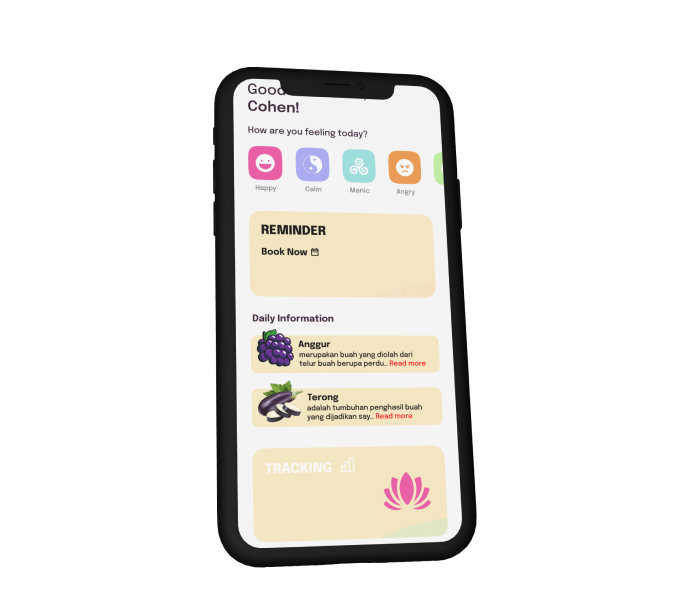 Good
Cohen!
How are you feeling today?
Happy
Calm
Manic
Angry
REMINDER
Book Now
Daily Information
Anggur
merupakan buah yang diolah dari
telur buah berupa perdu.. Read more
Terong
adalah tumbuhan penghasil buah
yang dijadikan say.. Read more
TRACKING